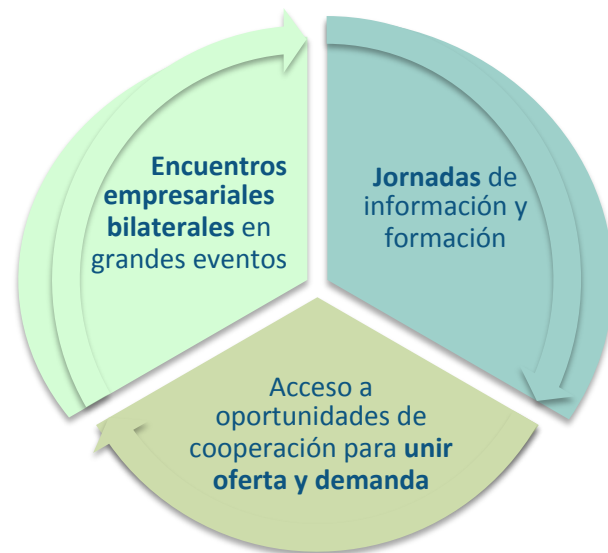 Encuentros
empresariales
bilaterales en
grandes eventos
Jornadas de
información y
formación
Acceso a
oportunidades de
cooperación para unir
oferta y demanda